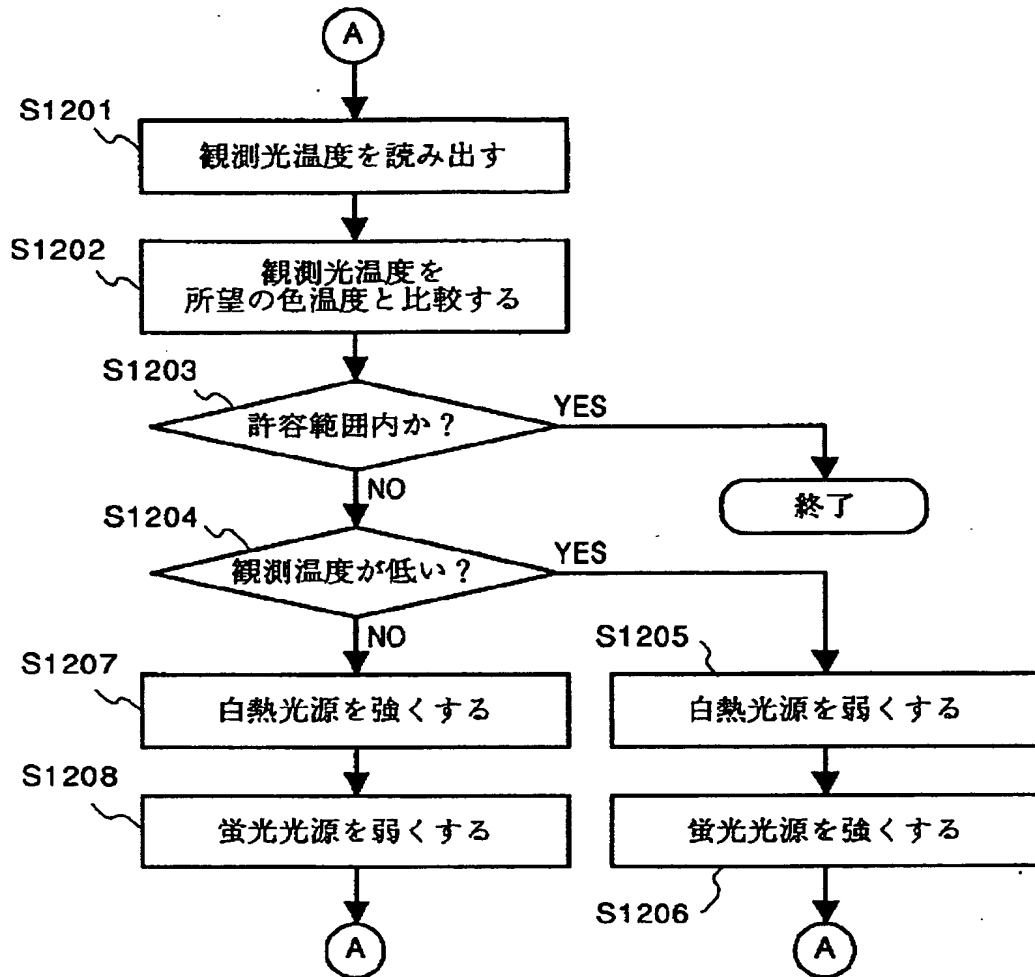 A
S1201
観測光温度を読み出す
S1202
観測光温度を
所望の色温度と比較する
S1203
許容範囲内か？
YES
NO
終了
S1204
観測温度が低い？
YES
NO
S1207
白熱光源を強くする
S1205
白熱光源を弱くする
S1208
蛍光光源を弱くする
蛍光光源を強くする
S1206
A
A